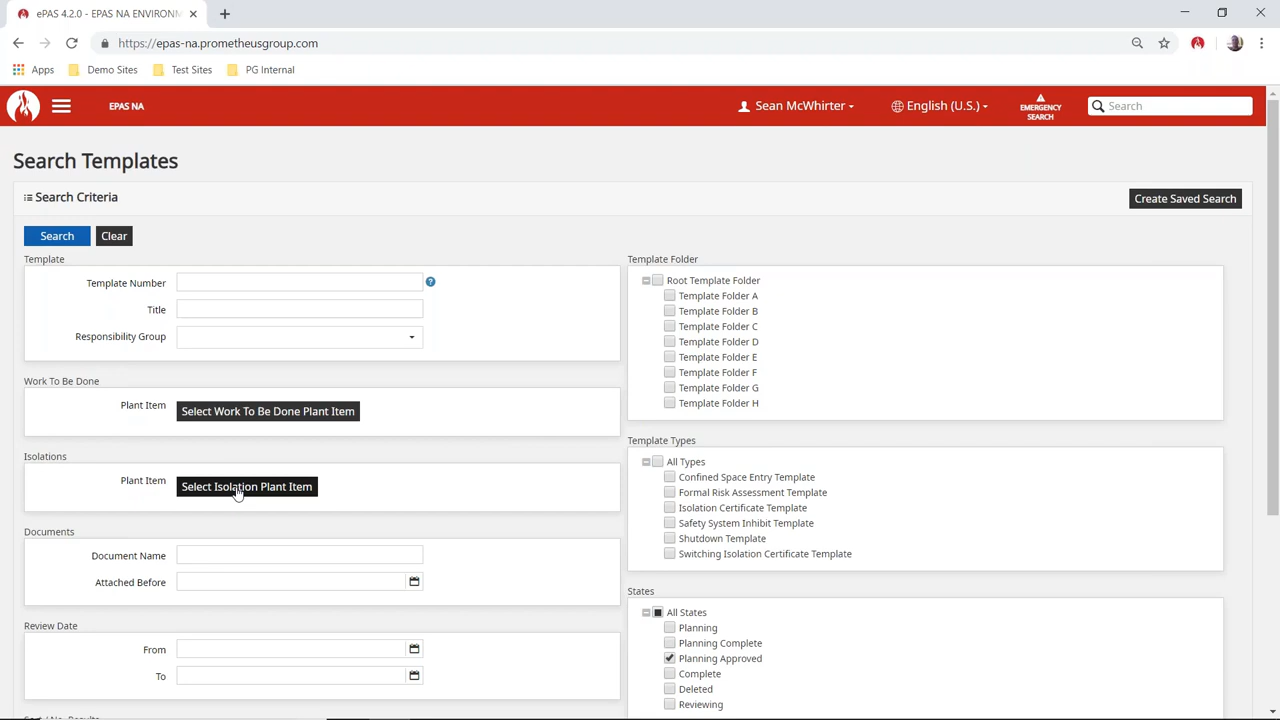 ePAS 4.2.0 - EPAS NA ENVIRONM
https://epas-na.prometheusgroup.com
Apps
Demo Sites
Test Sites
PG Internal
EPAS NA
Sean McWhirter
English (U.S.)
EMERGENCY
SEARCH
Search
Search Templates
Search Criteria
Create Saved Search
Search
Clear
Template
Template Number
?
Title
Responsibility Group
Work To Be Done
Plant Item
Select Work To Be Done Plant Item
Isolations
Plant Item
Select Isolation Plant Item
Documents
Document Name
Attached Before
Review Date
From
To
Template Folder
Root Template Folder
Template Folder A
Template Folder B
Template Folder C
Template Folder D
Template Folder E
Template Folder F
Template Folder G
Template Folder H
Template Types
All Types
Confined Space Entry Template
Formal Risk Assessment Template
Isolation Certificate Template
Safety System Inhibit Template
Shutdown Template
Switching Isolation Certificate Template
States
All States
Planning
Planning Complete
Planning Approved
Complete
Deleted
Reviewing